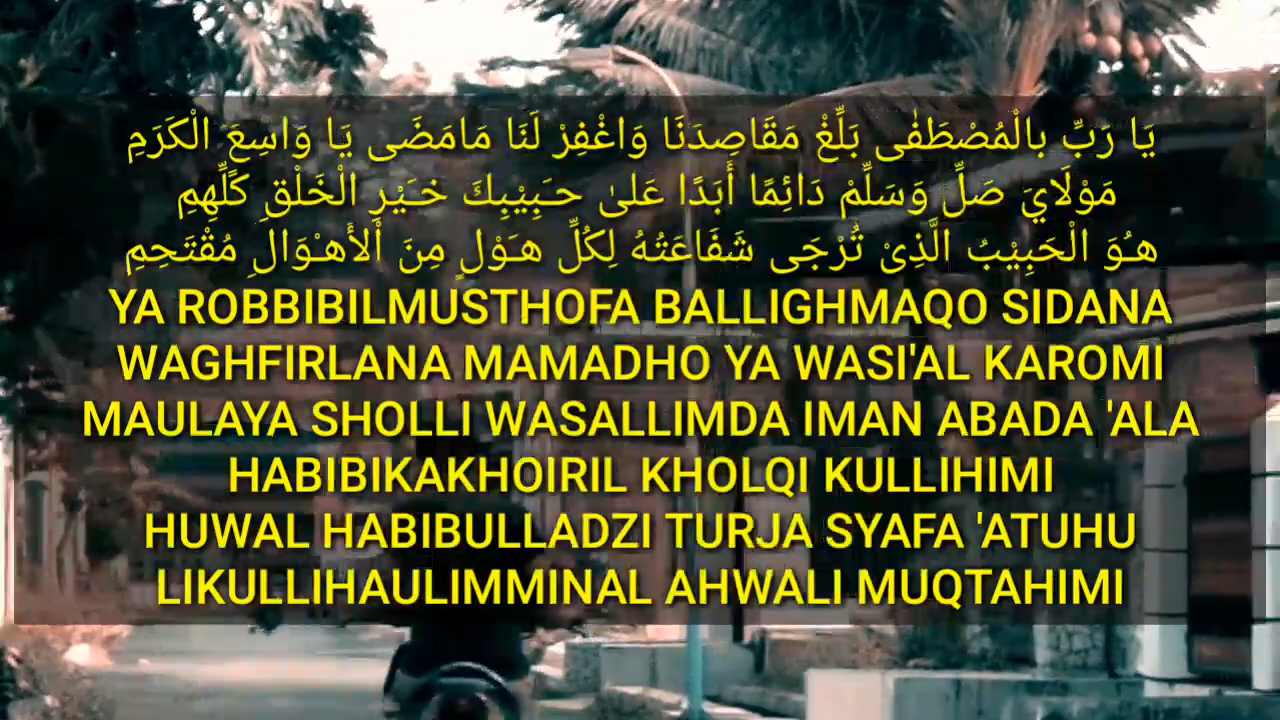 يَا رَبِّ بِالْمُصْطَفٰى بَلِّغْ مَقَاصِدَنَا وَاغْفِرْ لَنَا مَامَضَى يَا وَاسِعَ الْكَرَمِ
مَوْلَايَ صَلِّ وَسَلِّمْ دَائِمًا أَبَدًا عَلىٰ حَبِيْبِكَ خَيْرِ الْخَلْقِ كُلِّهِمِ
هُوَ الْحَبِيْبُ الَّذِيْ تُرْجَى شَفَاعَتُهُ لِكُلِّ هَوْلٍ مِنَ أْلأَهْوَالِ مُقْتَحِمِ
YA ROBBIBILMUSTHOFA BALLIGHMAQO SIDANA
WAGHFIRLANA MAMADHO YA WASI'AL KAROMI
MAULAYA SHOLLI WASALLIMDA IMAN ABADA 'ALA
HABIBIKAKHOIRIL KHOLQI KULLIHIMI
HUWAL HABIBULLADZI TURJA SYAFA 'ATUHU
LIKULLIHAULIMMINAL AHWALI MUQTAHIMI